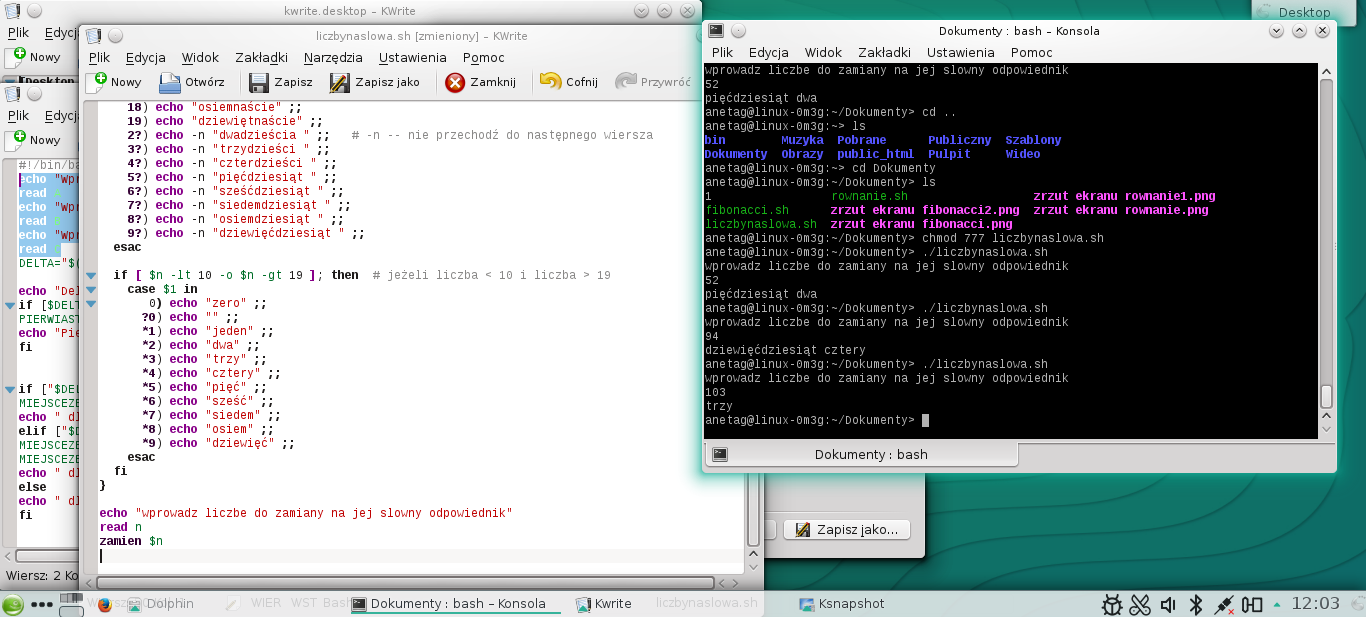 kwrite.desktop – KWrite
Plik Edycja
Nowy
[Desktop
Plik Edycja
Nowy
#!/bin/ba
echo "Wpr
read A
echo "Wpr
read B
echo "Wpr
read
DELTA="$(
echo "Del
if [$DELT
PIERWIAST
echo "Pie
fi
if ["$DEL
MIEJSCEZE
echo " dl
elif ["$D
MIEJSCEZE
MIEJSCEZE
echo " dl
else
echo " dl
fi
Wiersz: 2 Ko
liczbynaslowa.sh [zmieniony] – KWrite
Plik Edycja Widok Zakładki Narzędzia Ustawienia Pomoc
Nowy Otwórz Zapisz Zapisz jako Zamknij Cofnij Przywróć
18) echo "osiemnaście" ;;
19) echo "dziewiętnaście" ;;
2?) echo -n "dwadzieścia " ;; # -n -- nie przechodź do następnego wiersza
3?) echo -n "trzydzieści " ;;
4?) echo -n "czterdzieści " ;;
5?) echo -n "pięćdziesiąt " ;;
6?) echo -n "sześćdziesiąt " ;;
7?) echo -n "siedemdziesiąt " ;;
8?) echo -n "osiemdziesiąt " ;;
9?) echo -n "dziewięćdziesiąt " ;;
esac
if [ $n -lt 10 -o $n -gt 19 ]; then # jeżeli liczba < 10 i liczba > 19
case $1 in
0) echo "zero" ;;
?0) echo "" ;;
*1) echo "jeden" ;;
*2) echo "dwa" ;;
*3) echo "trzy" ;;
*4) echo "cztery" ;;
*5) echo "pięć" ;;
*6) echo "sześć" ;;
*7) echo "siedem" ;;
*8) echo "osiem" ;;
*9) echo "dziewięć" ;;
esac
fi
}
echo "wprowadz liczbe do zamiany na jej slowny odpowiednik"
read n
zamien $n
Desktop
Dokumenty : bash – Konsola
Plik Edycja Widok Zakładki Ustawienia Pomoc
wprowadz liczbe do zamiany na jej slowny odpowiednik
52
pięćdziesiąt dwa
anetag@linux-0m3g:~/Dokumenty> cd ..
anetag@linux-0m3g:~> ls
bin Muzyka Pobrane Publiczny Szablony
Dokumenty Obrazy public_html Pulpit Wideo
anetag@linux-0m3g:~> cd Dokumenty
anetag@linux-0m3g:~/Dokumenty> ls
1 rownanie.sh zrzut ekranu rownanie1.png
fibonacci.sh zrzut ekranu fibonacci2.png zrzut ekranu rownanie.png
liczbynaslowa.sh zrzut ekranu fibonacci.png
anetag@linux-0m3g:~/Dokumenty> chmod 777 liczbynaslowa.sh
anetag@linux-0m3g:~/Dokumenty> ./liczbynaslowa.sh
wprowadz liczbe do zamiany na jej slowny odpowiednik
52
pięćdziesiąt dwa
anetag@linux-0m3g:~/Dokumenty> ./liczbynaslowa.sh
wprowadz liczbe do zamiany na jej slowny odpowiednik
94
dziewięćdziesiąt cztery
anetag@linux-0m3g:~/Dokumenty> ./liczbynaslowa.sh
wprowadz liczbe do zamiany na jej slowny odpowiednik
103
trzy
anetag@linux-0m3g:~/Dokumenty>
Dokumenty : bash
Zapisz jako...
Dolphin WIER WST Bash Dokumenty : bash – Konsola Kwrite liczbynaslowa.sh Ksnapshot 12:03